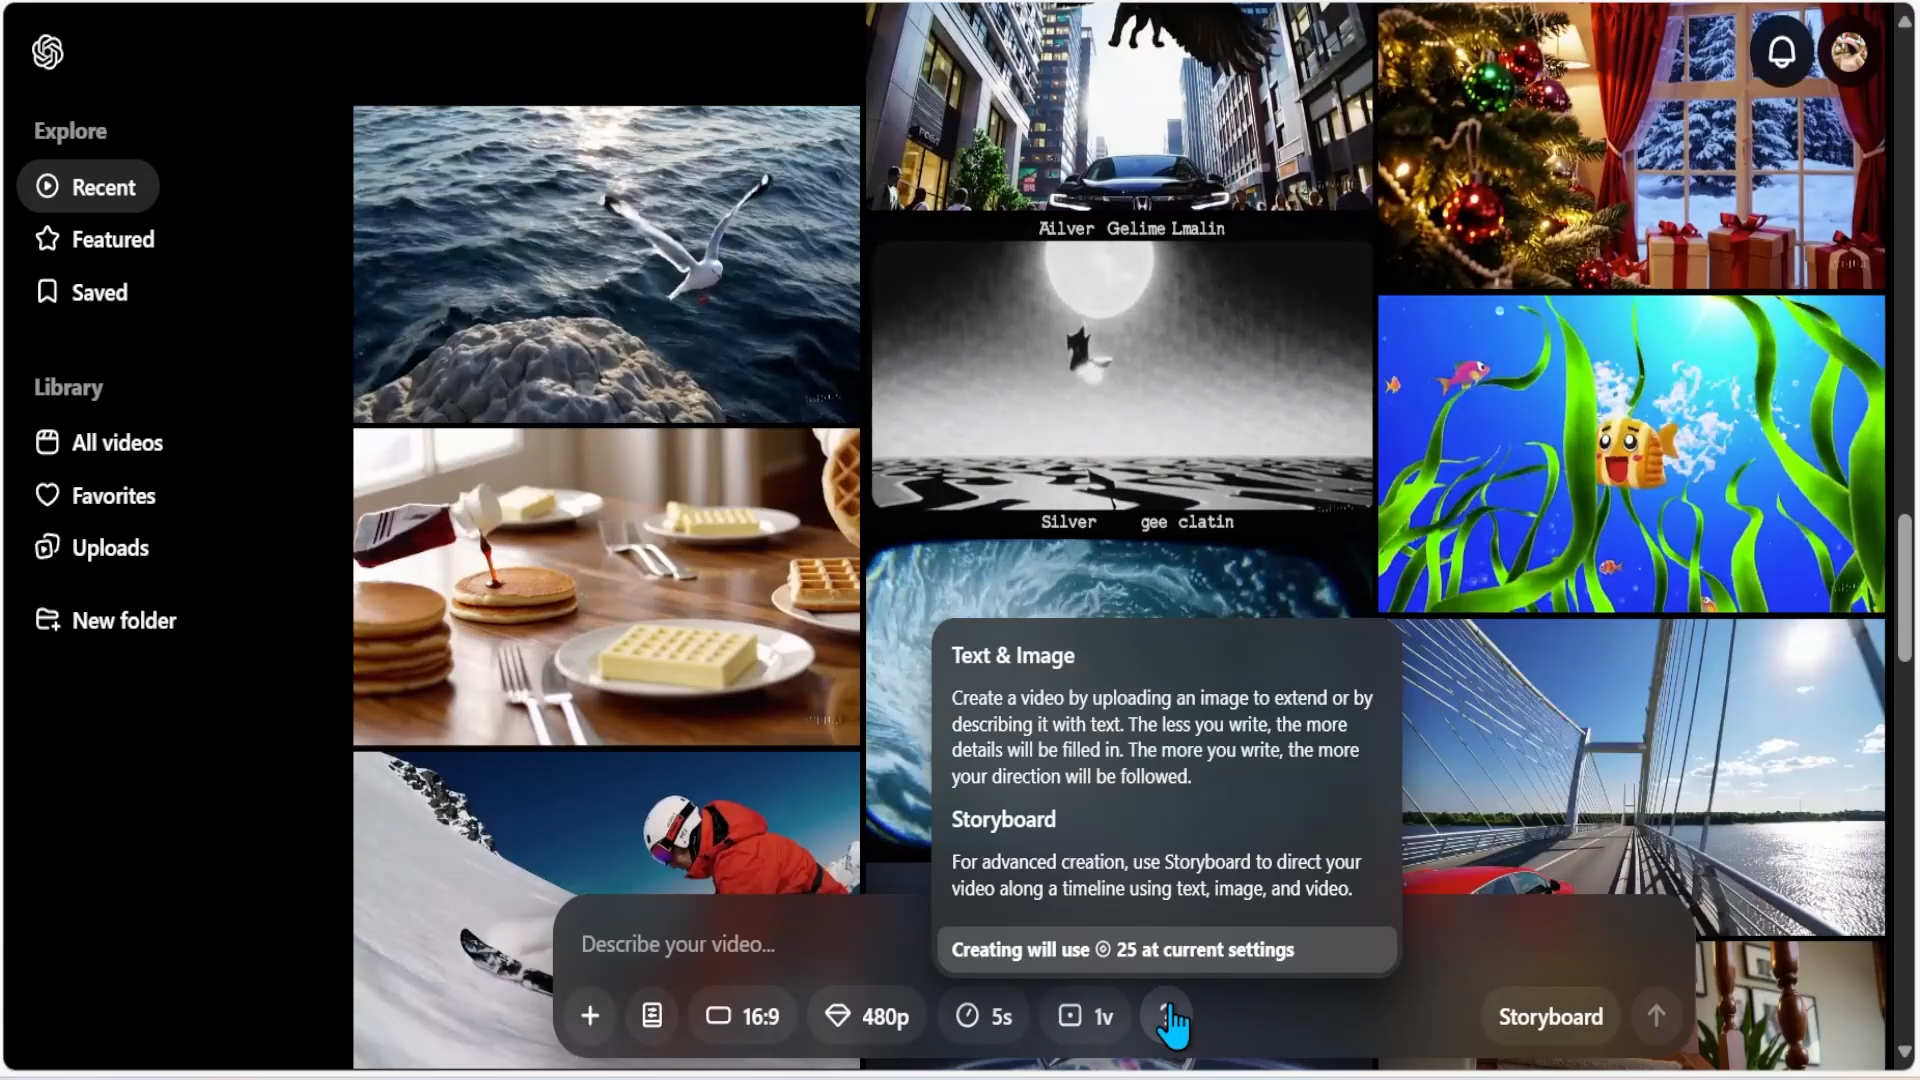 Explore
Recent
Featured
Saved
Library
All videos
Favorites
Uploads
New folder
Ailver Gelime Lmalin
Silver gee clatin
Text & Image
Create a video by uploading an image to extend or by
describing it with text. The less you write, the more
details will be filled in. The more you write, the more
your direction will be followed.
Storyboard
For advanced creation, use Storyboard to direct your
video along a timeline using text, image, and video.
Creating will use 25 at current settings
Describe your video...
16:9
480p
5s
1v
Storyboard